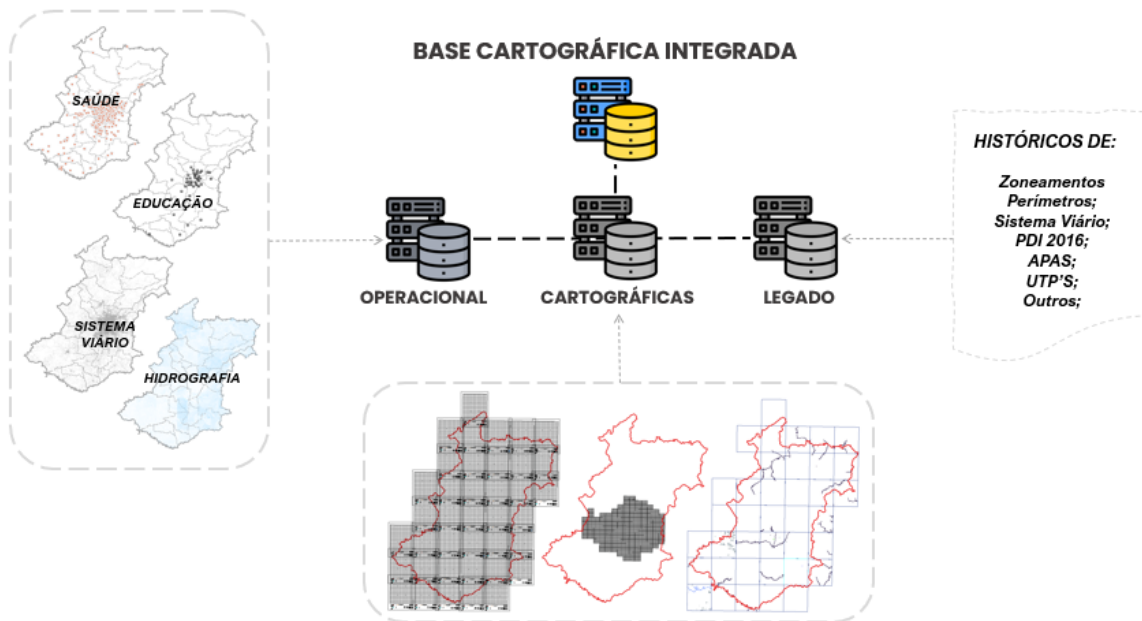 BASE CARTOGRÁFICA INTEGRADA
SAÚDE
EDUCAÇÃO
SISTEMA
VIÁRIO
HIDROGRAFIA
OPERACIONAL
CARTOGRÁFICAS
LEGADO
HISTÓRICOS DE:
Zoneamentos
Perímetros;
Sistema Viário;
PDI 2016;
APAS;
UTP'S;
Outros;